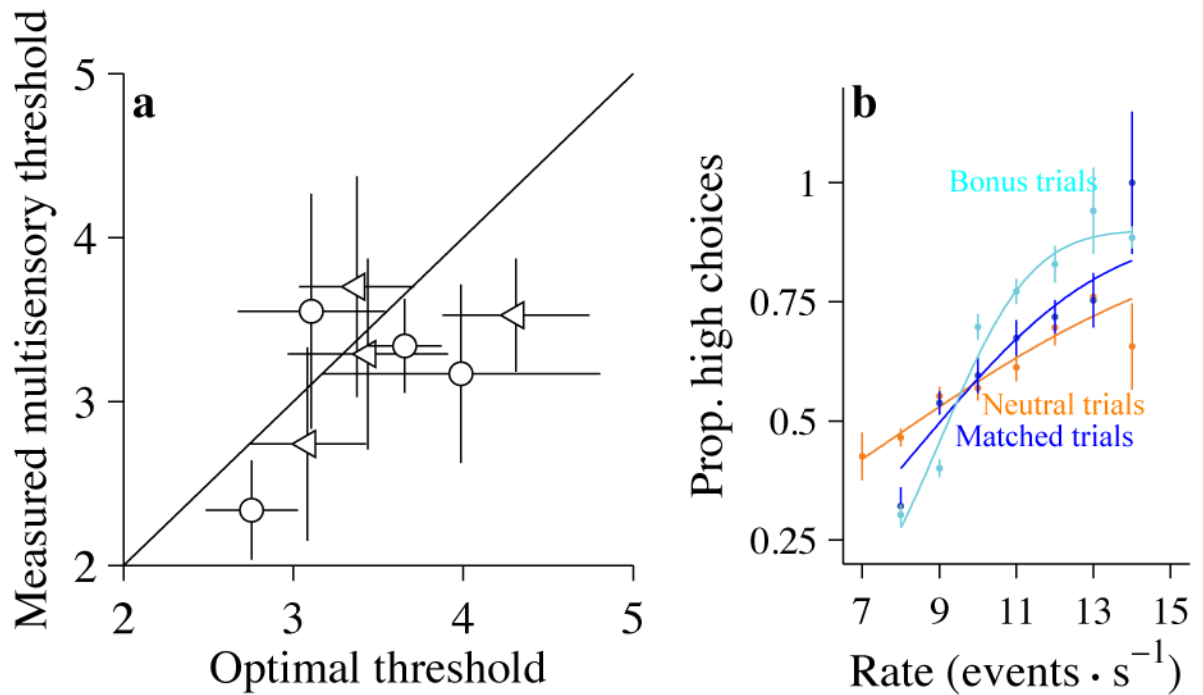 Measured multisensory threshold
a
5
4
3
2
2
3
4
5
Optimal threshold
b
Prop. high choices
1
0.75
0.5
0.25
Bonus trials
Neutral trials
Matched trials
7
9
11
13
15
Rate (events · s⁻¹)